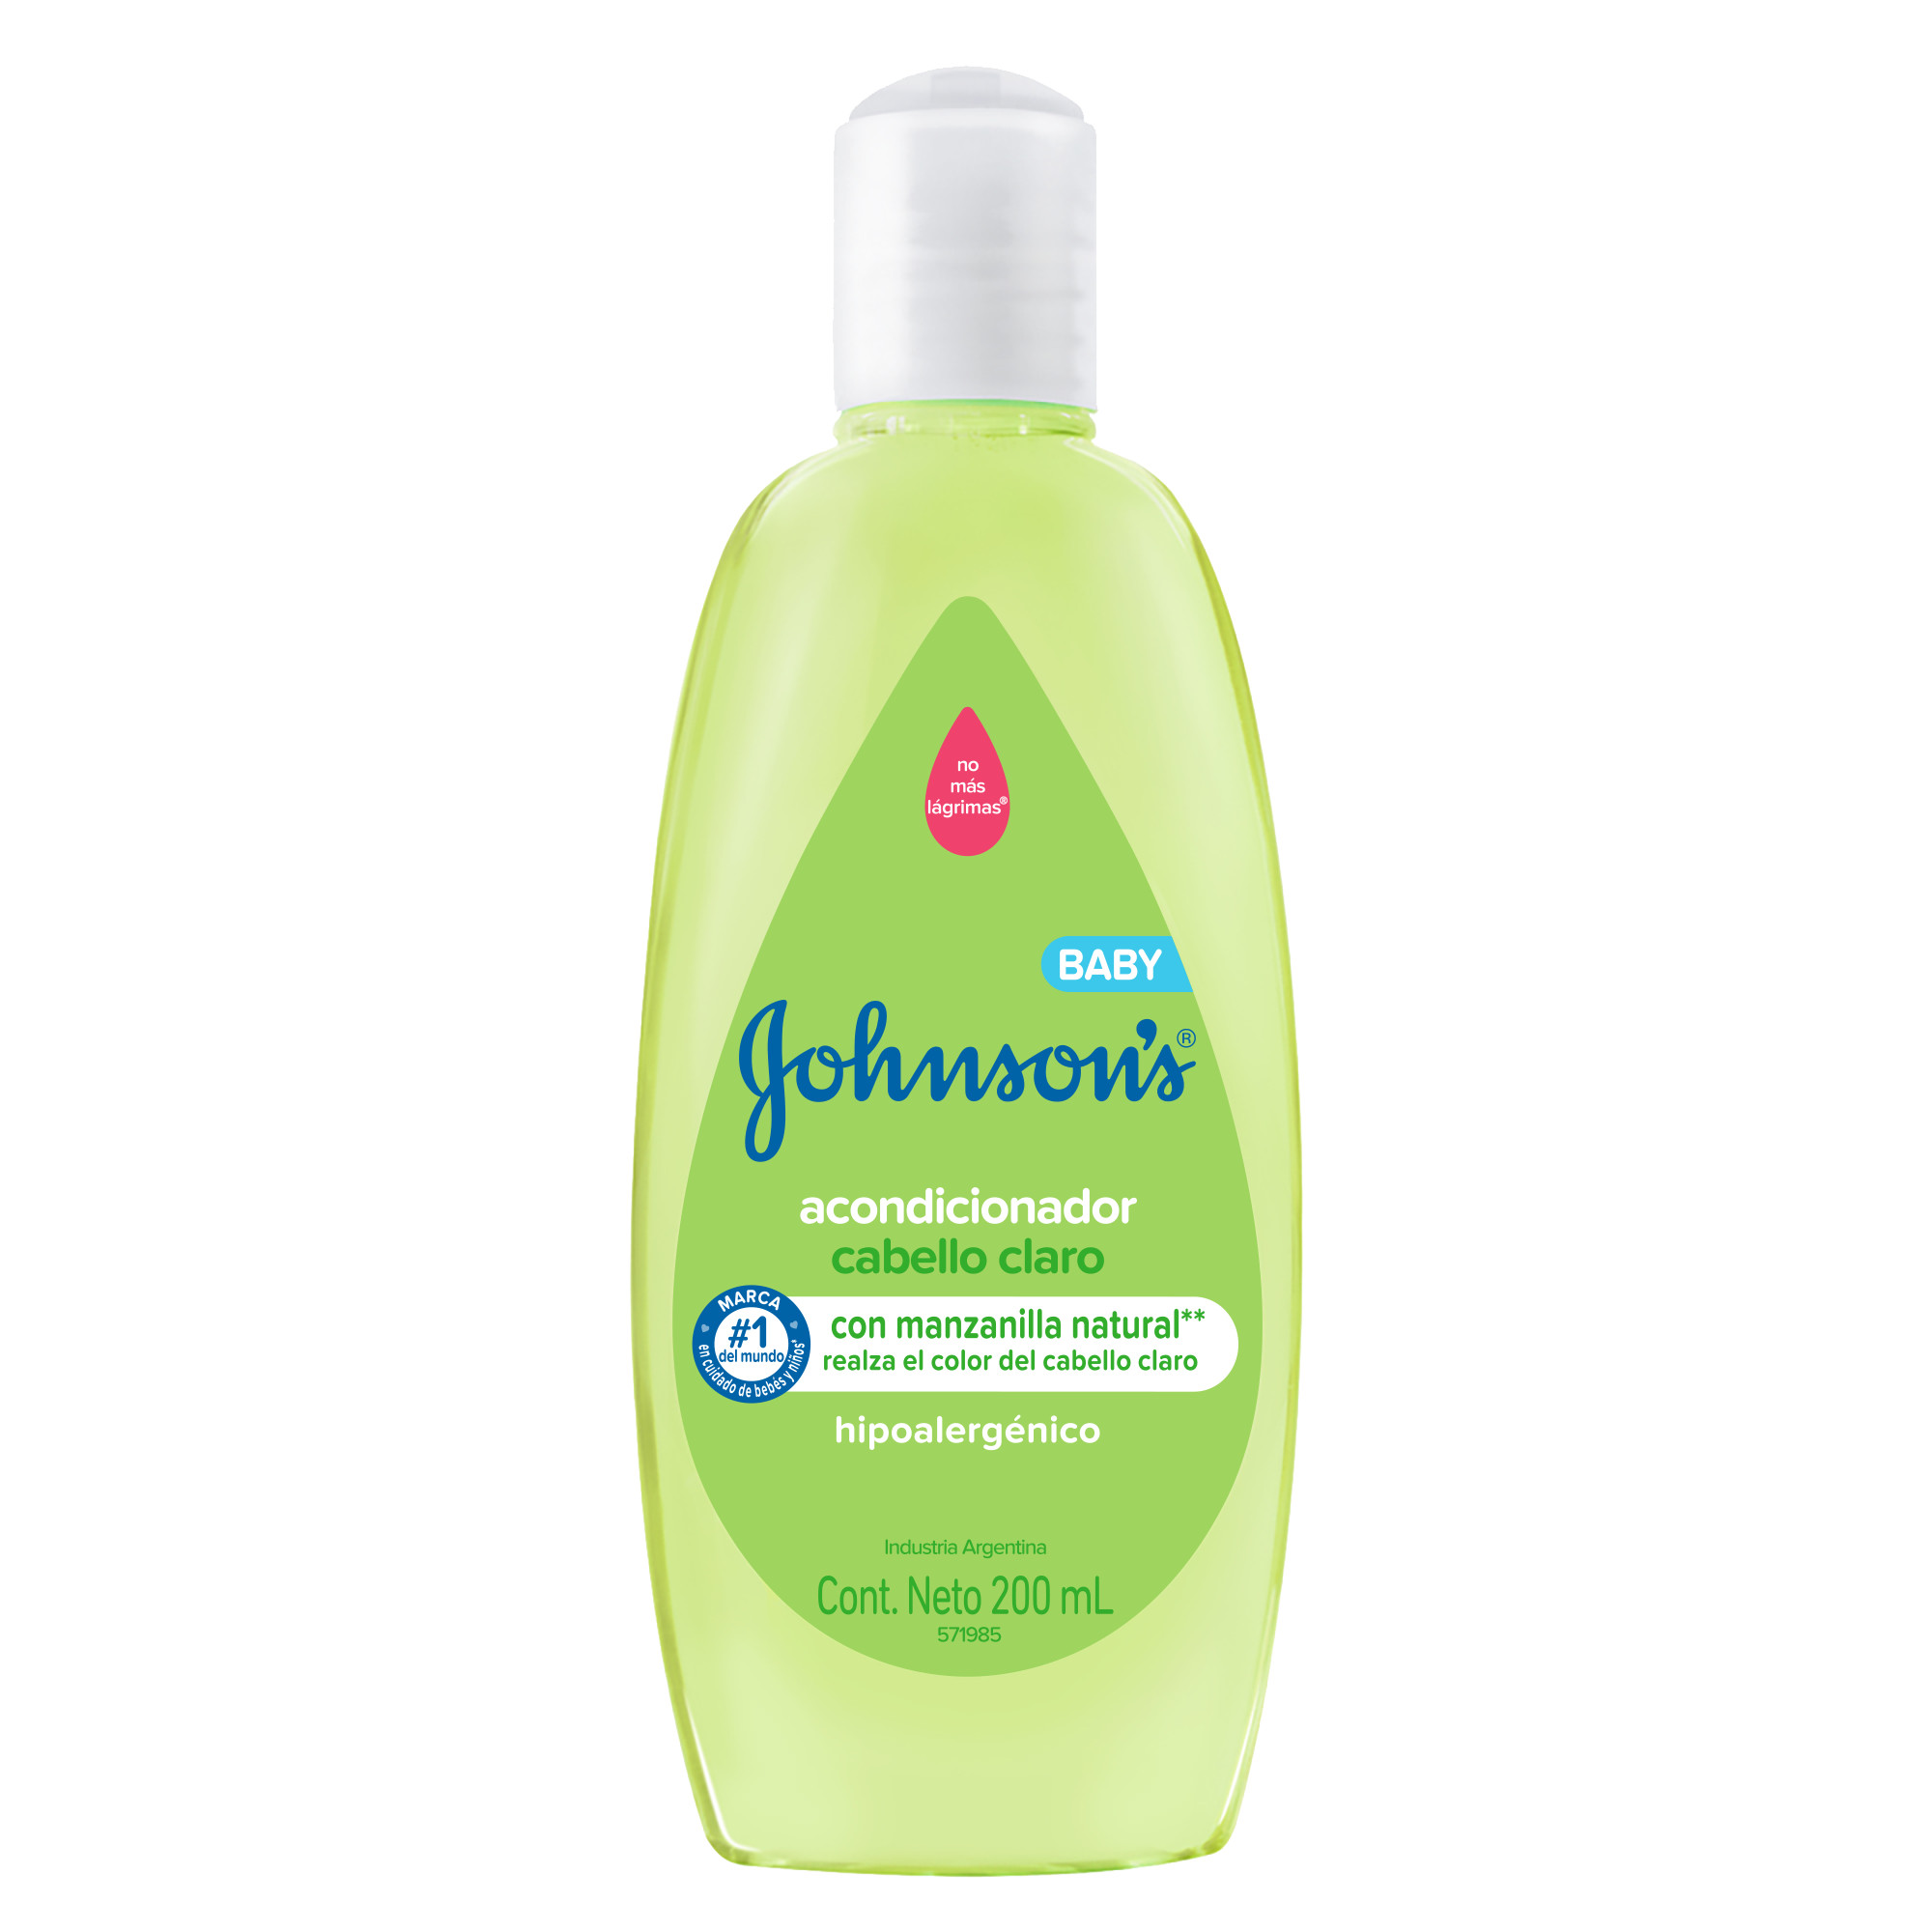 no
más
lágrimas®
BABY
Johnson's®
acondicionador
cabello claro
MARCA
#1
del mundo
en cuidado de bebés y niños*
con manzanilla natural**
realza el color del cabello claro
hipoalergénico
Industria Argentina
Cont. Neto 200 mL
571985